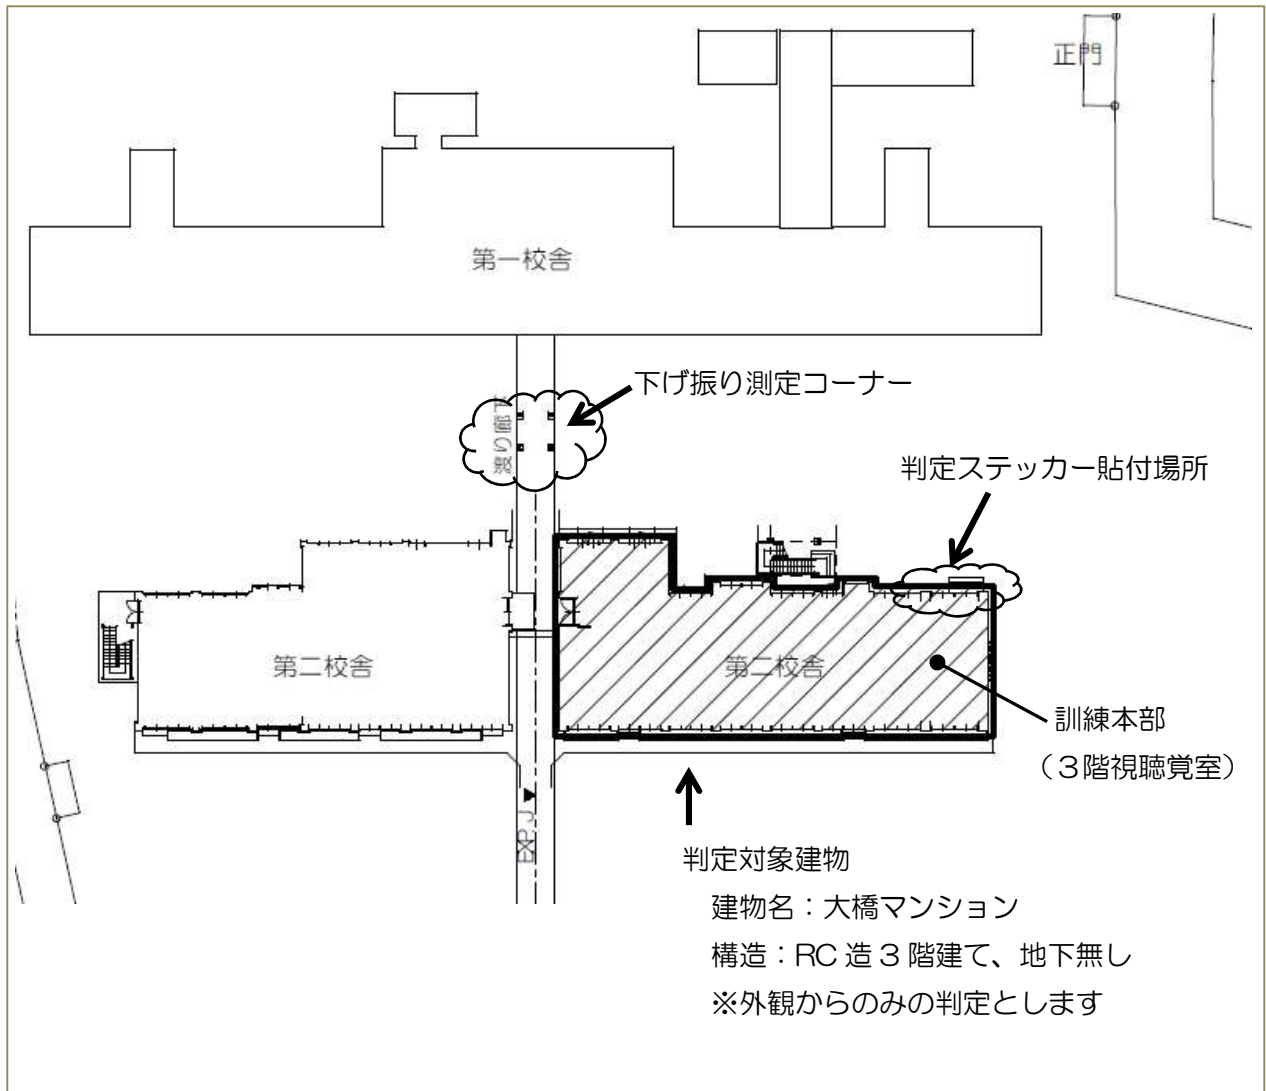 正門
第一校舎
下げ振り測定コーナー
渡り廊下
判定ステッカー貼付場所
第二校舎
第二校舎
訓練本部
（３階視聴覚室）
EXP.J
判定対象建物
建物名：大橋マンション
構造：RC 造 3 階建て、地下無し
※外観からのみの判定とします